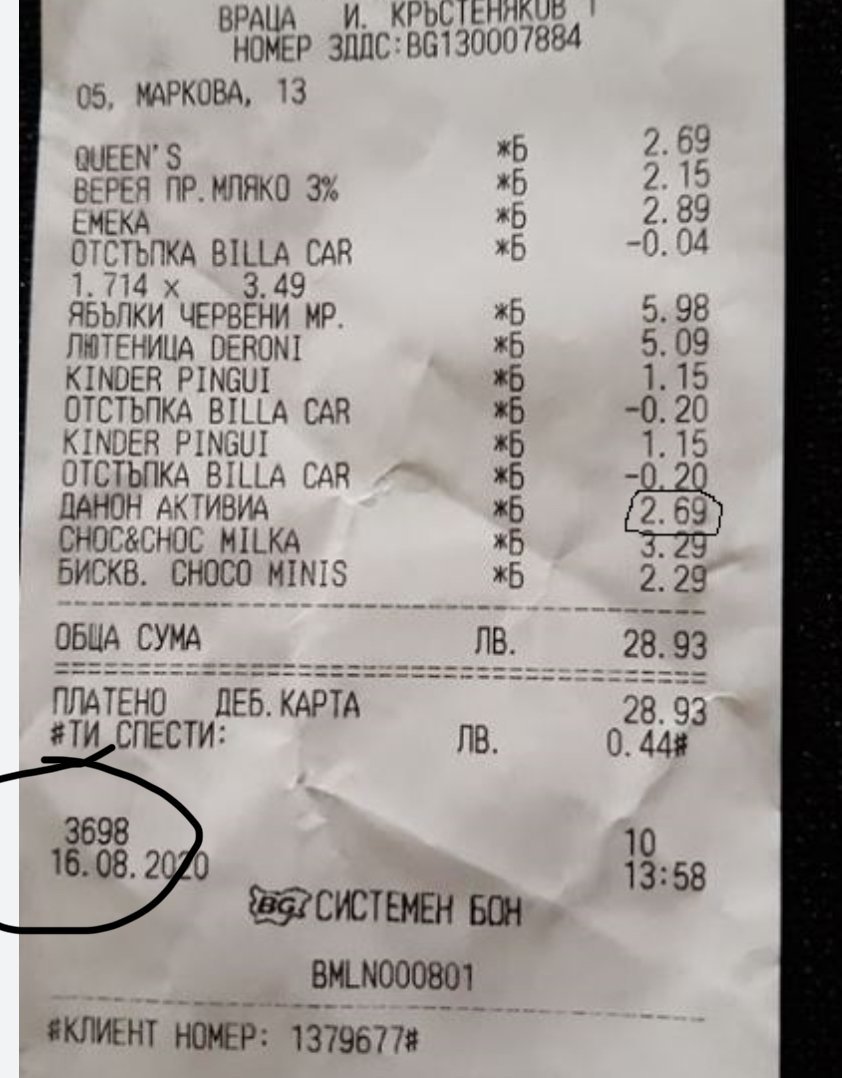 ВРАЦА И. КРЪСТЕНЯКОВ 1
НОМЕР ЗДДС:BG130007884
05, МАРКОВА, 13
QUEEN'S *Б 2.69
ВЕРЕЯ ПР.МЛЯКО 3% *Б 2.15
ЕМЕКА *Б 2.89
ОТСТЪПКА BILLA CAR *Б -0.04
1.714 x 3.49
ЯБЪЛКИ ЧЕРВЕНИ МР. *Б 5.98
ЛЮТЕНИЦА DERONI *Б 5.09
KINDER PINGUI *Б 1.15
ОТСТЪПКА BILLA CAR *Б -0.20
KINDER PINGUI *Б 1.15
ОТСТЪПКА BILLA CAR *Б -0.20
ДАНОН АКТИВИА *Б 2.69
CHOC&CHOC MILKA *Б 3.29
БИСКВ. CHOCO MINIS *Б 2.29
ОБЩА СУМА ЛВ. 28.93
ПЛАТЕНО ДЕБ.КАРТА 28.93
#ТИ СПЕСТИ: ЛВ. 0.44#
3698 10
16.08.2020 13:58
BG СИСТЕМЕН БОН
BMLN000801
#КЛИЕНТ НОМЕР: 1379677#